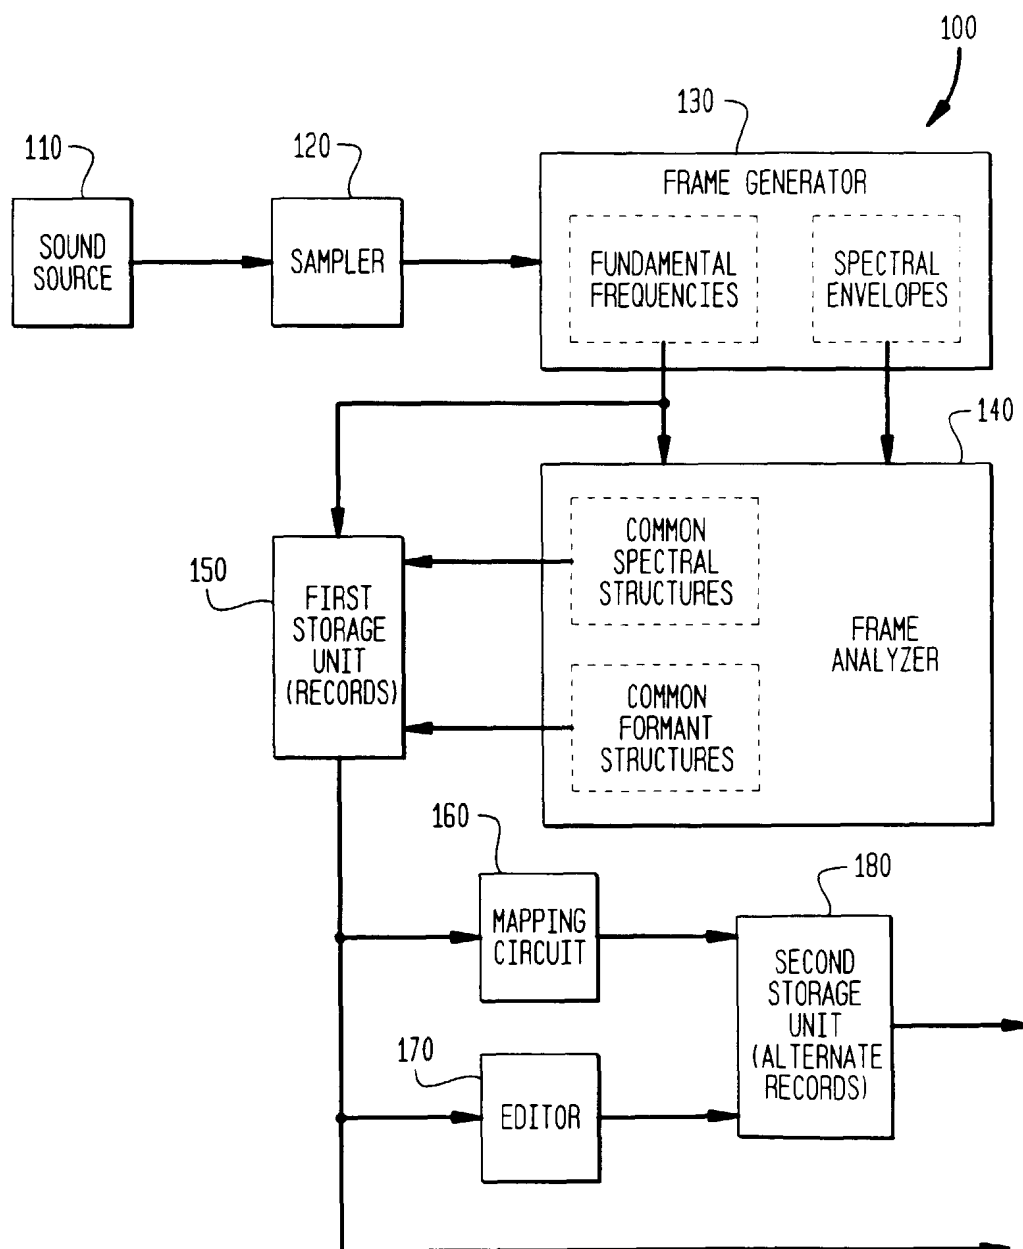 100
130
110
120
FRAME GENERATOR
SOUND
SOURCE
SAMPLER
FUNDAMENTAL
FREQUENCIES
SPECTRAL
ENVELOPES
140
150
FIRST
STORAGE
UNIT
(RECORDS)
COMMON
SPECTRAL
STRUCTURES
FRAME
ANALYZER
COMMON
FORMANT
STRUCTURES
160
MAPPING
CIRCUIT
180
SECOND
STORAGE
UNIT
(ALTERNATE
RECORDS)
170
EDITOR